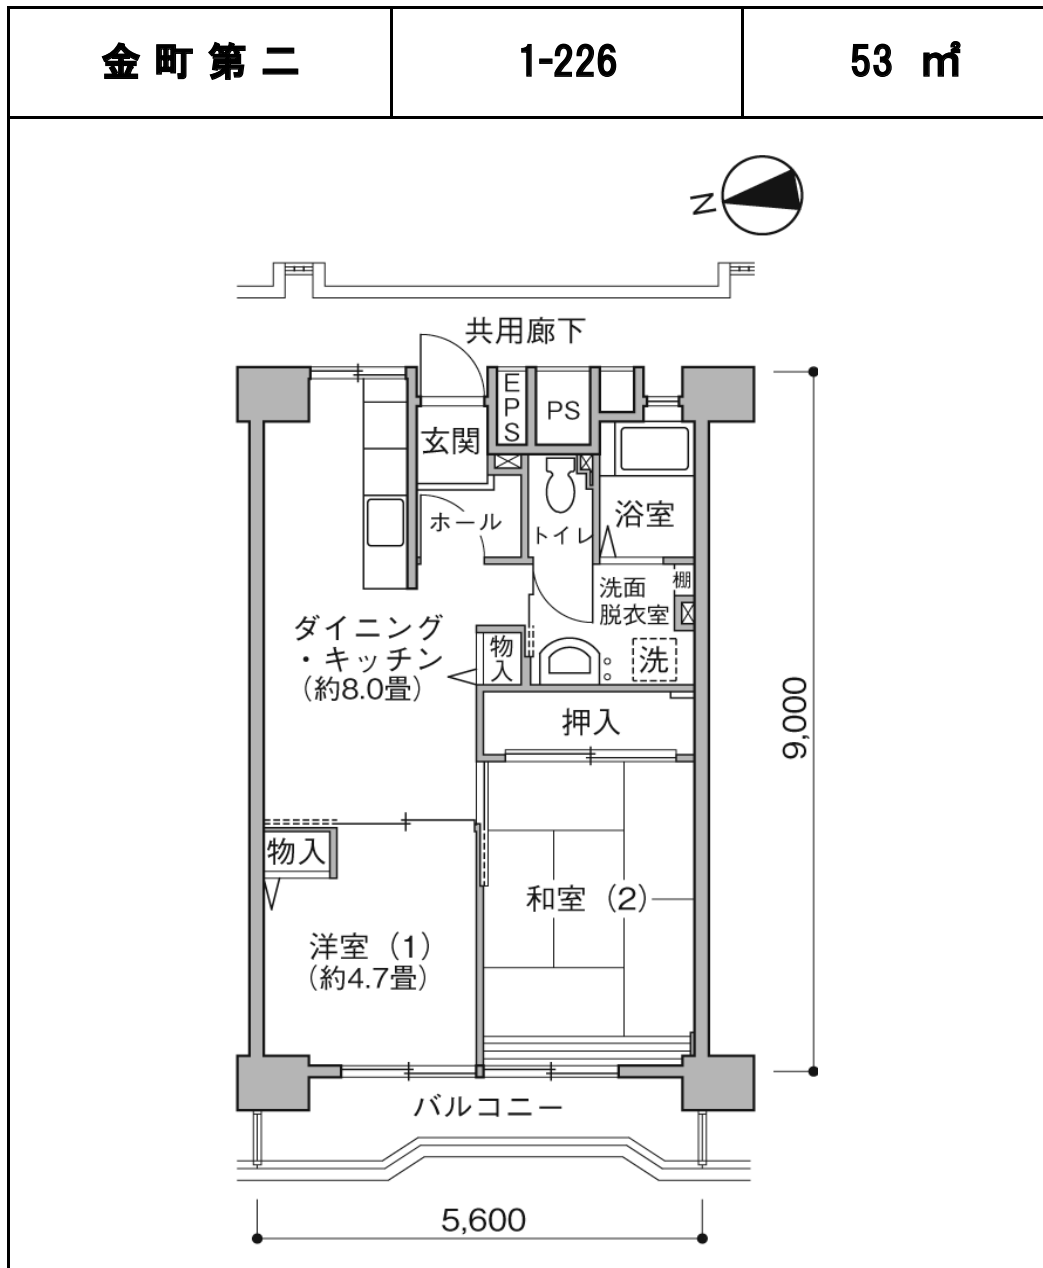 金町第二
1-226
53 ㎡
N
共用廊下
EPS
PS
玄関
ホール
トイレ
浴室
洗面
脱衣室
棚
ダイニング
・キッチン
(約8.0畳)
物入
洗
押入
9,000
物入
和室 (2)
洋室 (1)
(約4.7畳)
バルコニー
5,600